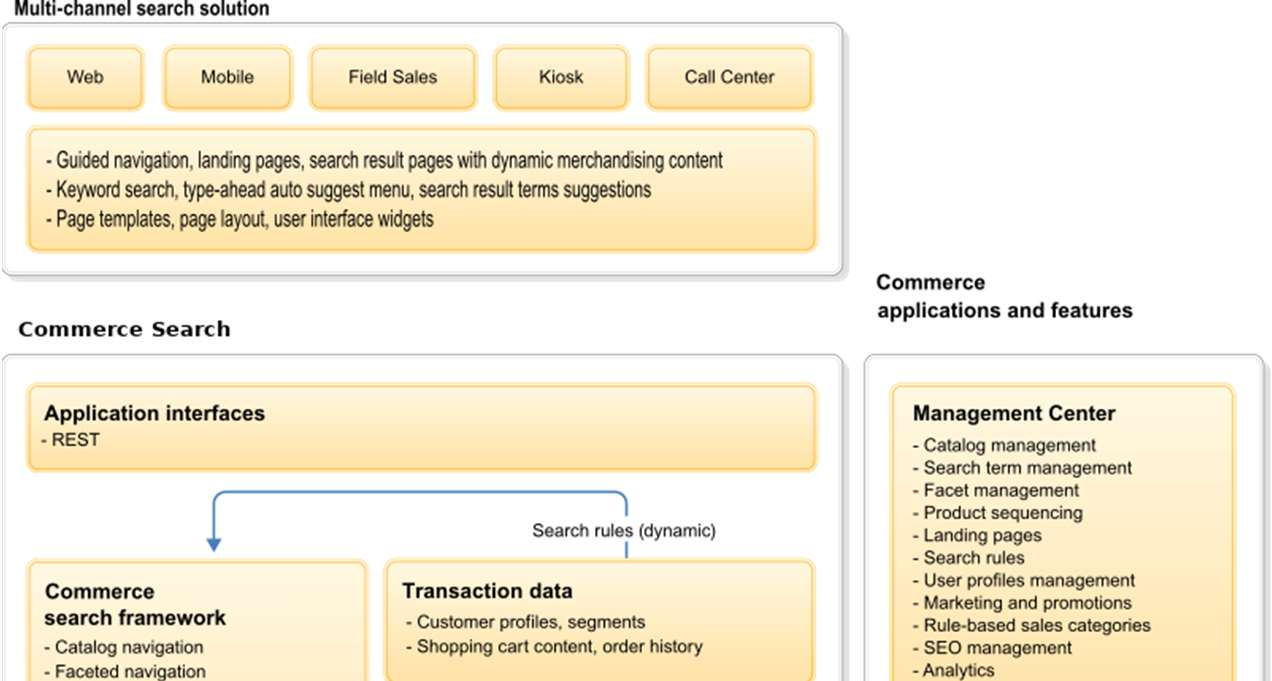 Multi-channel search solution
Web
Mobile
Field Sales
Kiosk
Call Center
- Guided navigation, landing pages, search result pages with dynamic merchandising content
- Keyword search, type-ahead auto suggest menu, search result terms suggestions
- Page templates, page layout, user interface widgets
Commerce Search
Application interfaces
- REST
Search rules (dynamic)
Commerce
search framework
- Catalog navigation
- Faceted navigation
Transaction data
- Customer profiles, segments
- Shopping cart content, order history
Commerce
applications and features
Management Center
- Catalog management
- Search term management
- Facet management
- Product sequencing
- Landing pages
- Search rules
- User profiles management
- Marketing and promotions
- Rule-based sales categories
- SEO management
- Analytics